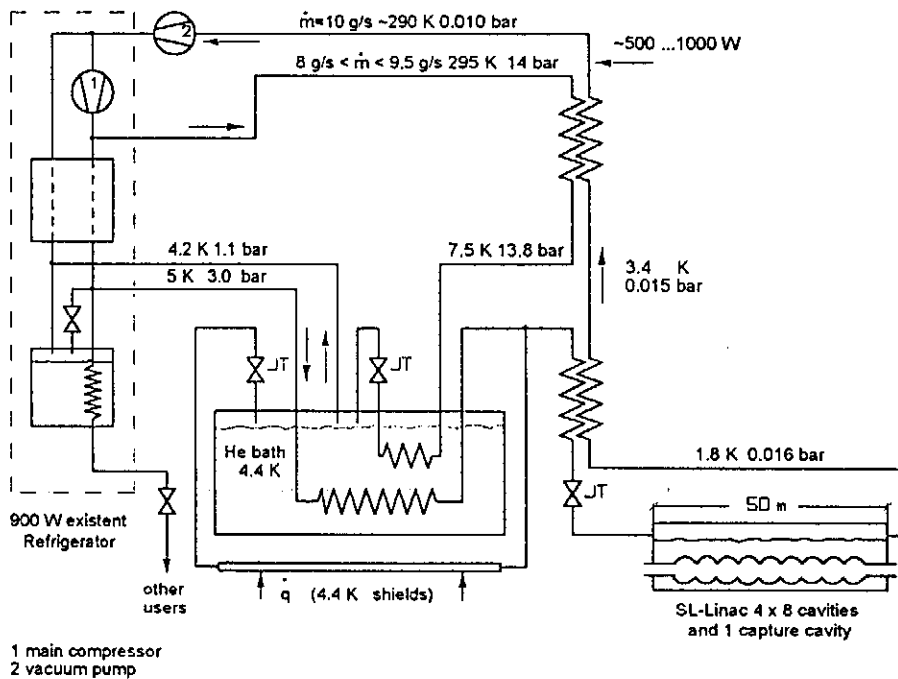 2
ṁ=10 g/s ~290 K 0.010 bar
~500 ...1000 W
8 g/s < ṁ < 9.5 g/s 295 K 14 bar
1
4.2 K 1.1 bar
5 K 3.0 bar
7,5 K 13,8 bar
3.4 K
0.015 bar
JT
JT
He bath
4.4 K
1.8 K 0.016 bar
JT
50 m
900 W existent
Refrigerator
other
users
q̇ (4.4 K shields)
SL-Linac 4 x 8 cavities
and 1 capture cavity
1 main compressor
2 vacuum pump